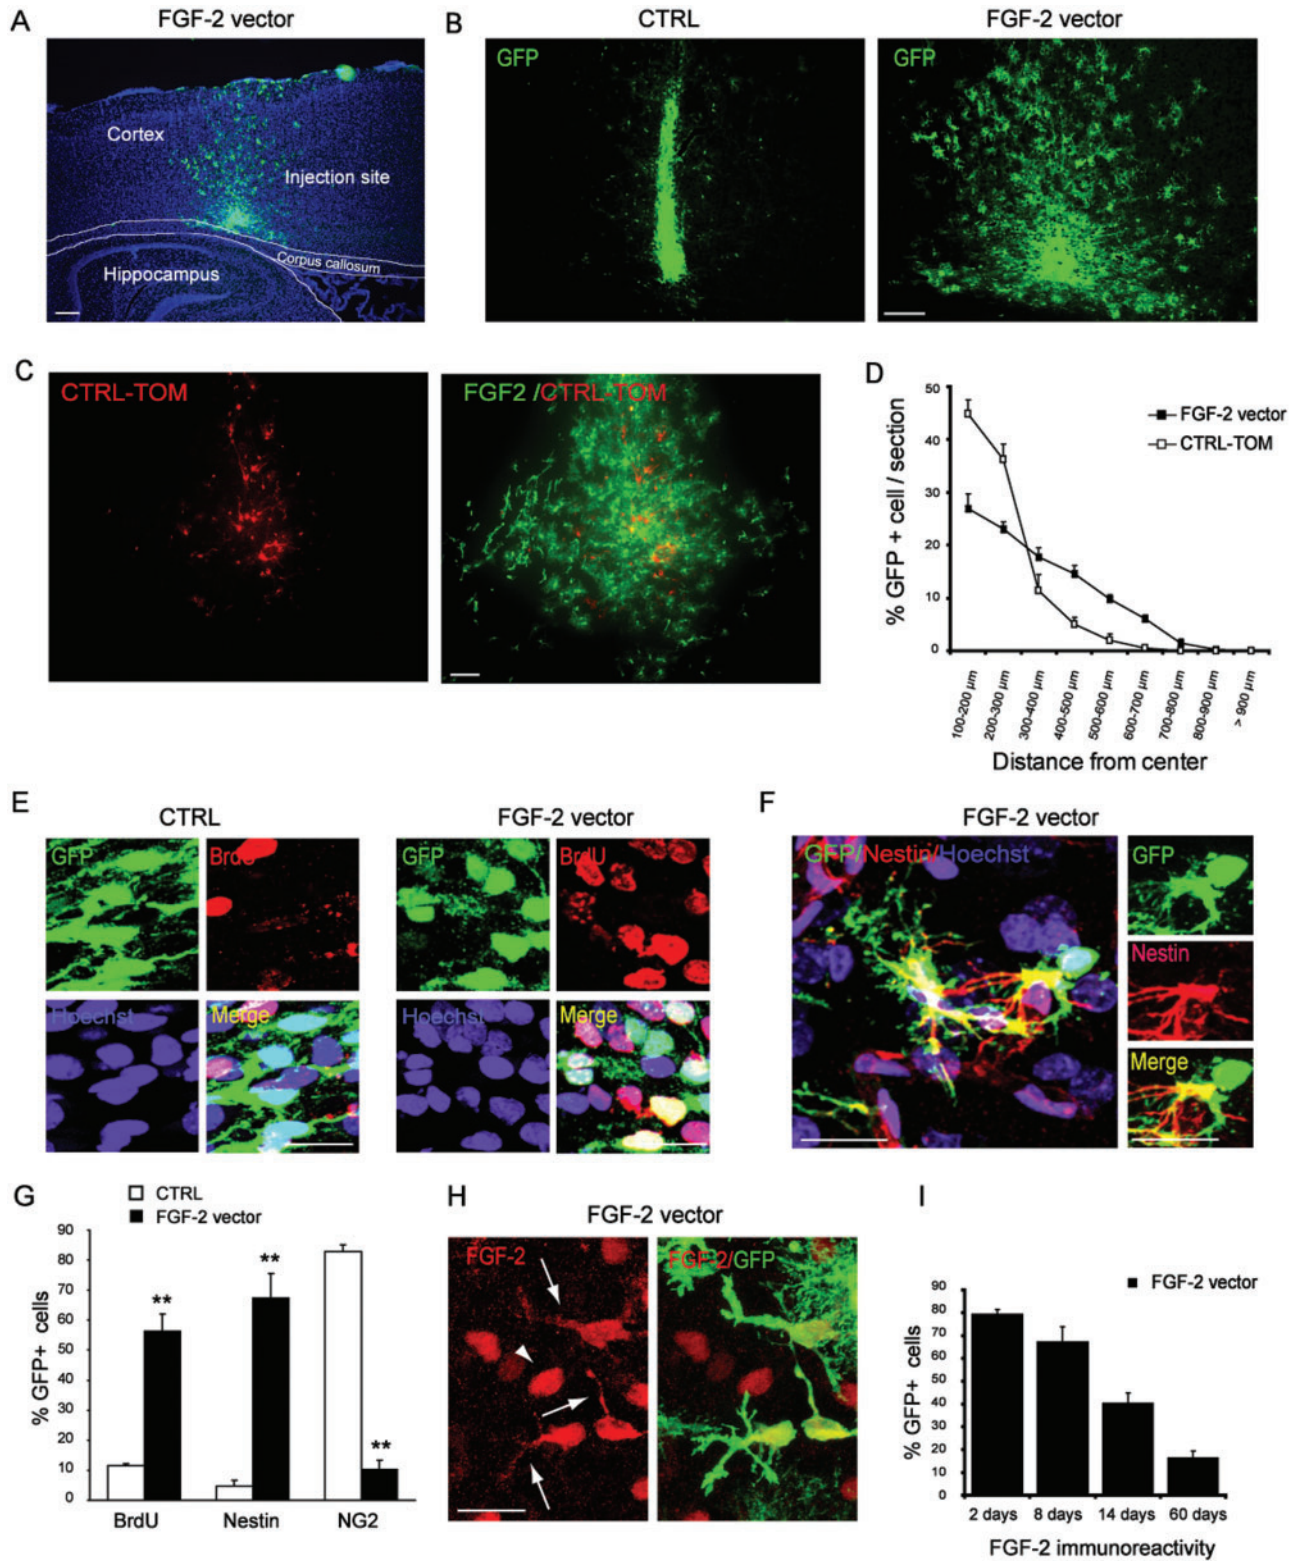 A
FGF-2 vector
Cortex
Injection site
Corpus callosum
Hippocampus
B
CTRL
FGF-2 vector
GFP
GFP
C
CTRL-TOM
FGF2 /CTRL-TOM
D
% GFP + cell / section
50
40
30
20
10
0
FGF-2 vector
CTRL-TOM
100-200 µm
200-300 µm
300-400 µm
400-500 µm
500-600 µm
600-700 µm
700-800 µm
800-900 µm
> 900 µm
Distance from center
E
CTRL
FGF-2 vector
GFP
BrdU
GFP
BrdU
Hoechst
Merge
Hoechst
Merge
F
FGF-2 vector
GFP/Nestin/Hoechst
GFP
Nestin
Merge
G
CTRL
FGF-2 vector
% GFP+ cells
90
80
70
60
50
40
30
20
10
0
**
**
**
BrdU
Nestin
NG2
H
FGF-2 vector
FGF-2
FGF-2/GFP
I
FGF-2 vector
% GFP+ cells
90
80
70
60
50
40
30
20
10
0
2 days
8 days
14 days
60 days
FGF-2 immunoreactivity